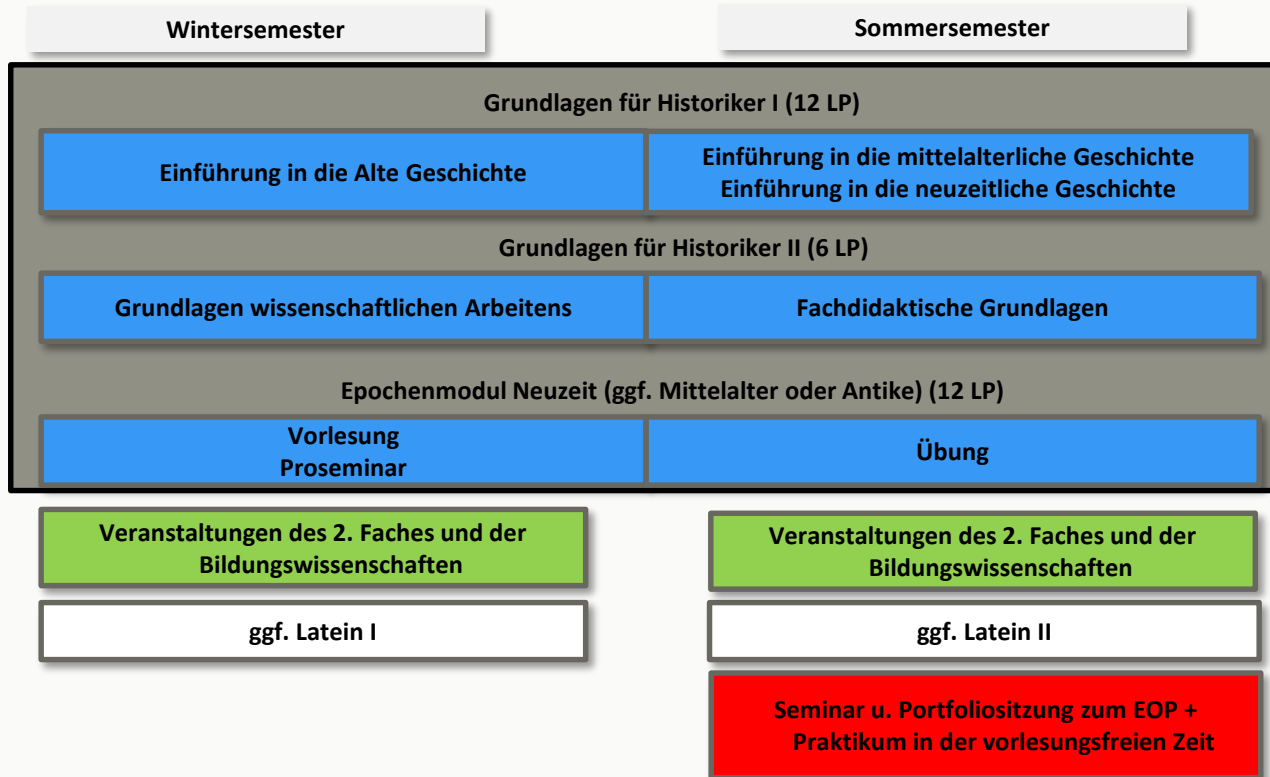 Wintersemester
Sommersemester
Grundlagen für Historiker I (12 LP)
Einführung in die Alte Geschichte
Einführung in die mittelalterliche Geschichte
Einführung in die neuzeitliche Geschichte
Grundlagen für Historiker II (6 LP)
Grundlagen wissenschaftlichen Arbeitens
Fachdidaktische Grundlagen
Epochenmodul Neuzeit (ggf. Mittelalter oder Antike) (12 LP)
Vorlesung
Proseminar
Übung
Veranstaltungen des 2. Faches und der
Bildungswissenschaften
Veranstaltungen des 2. Faches und der
Bildungswissenschaften
ggf. Latein I
ggf. Latein II
Seminar u. Portfoliositzung zum EOP +
Praktikum in der vorlesungsfreien Zeit